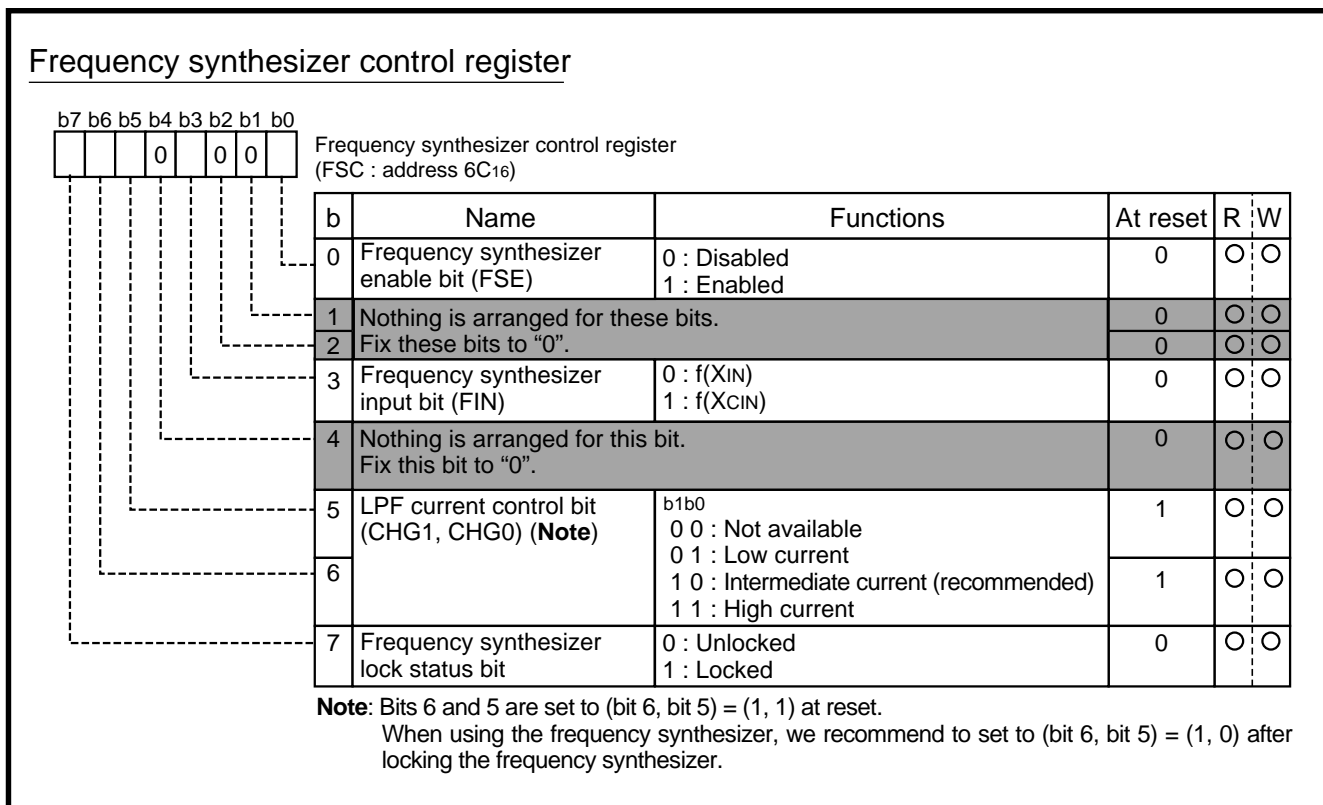 Frequency synthesizer control register
b7 b6 b5 b4 b3 b2 b1 b0
0 0 0
Frequency synthesizer control register
(FSC : address 6C16)
b Name Functions At reset R W
0 Frequency synthesizer enable bit (FSE) 0 : Disabled 0 O O
1 : Enabled
1 Nothing is arranged for these bits. 0 O O
2 Fix these bits to “0”. 0 O O
3 Frequency synthesizer input bit (FIN) 0 : f(XIN) 0 O O
1 : f(XCIN)
4 Nothing is arranged for this bit. 0 O O
Fix this bit to “0”.
5 LPF current control bit (CHG1, CHG0) (Note) b1b0 1 O O
0 0 : Not available
0 1 : Low current
6 1 0 : Intermediate current (recommended) 1 O O
1 1 : High current
7 Frequency synthesizer lock status bit 0 : Unlocked 0 O O
1 : Locked
Note: Bits 6 and 5 are set to (bit 6, bit 5) = (1, 1) at reset.
When using the frequency synthesizer, we recommend to set to (bit 6, bit 5) = (1, 0) after
locking the frequency synthesizer.